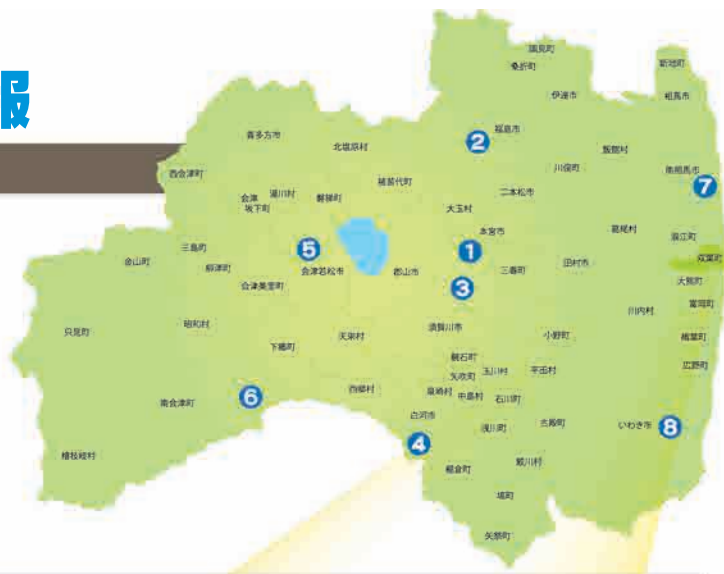 報
国見町
桑折町
新地町
伊達市
相馬市
福島市
喜多方市
北塩原村
飯舘村
②
川俣町
西会津町
南相馬市
猪苗代町
⑦
湯川村
磐梯町
会津
坂下町
二本松市
大玉村
葛尾村
本宮市
浪江町
三島町
⑤
①
双葉町
金山町
柳津町
会津若松市
郡山市
三春町
田村市
大熊町
会津美里町
③
富岡町
川内村
只見町
昭和村
天栄村
須賀川市
小野町
楢葉町
下郷町
鏡石町
広野町
矢吹町
玉川村
平田村
西郷村
泉崎村
中島村
石川町
南会津町
⑥
白河市
古殿町
いわき市
⑧
浅川町
④
檜枝岐村
棚倉町
鮫川村
塙町
矢祭町